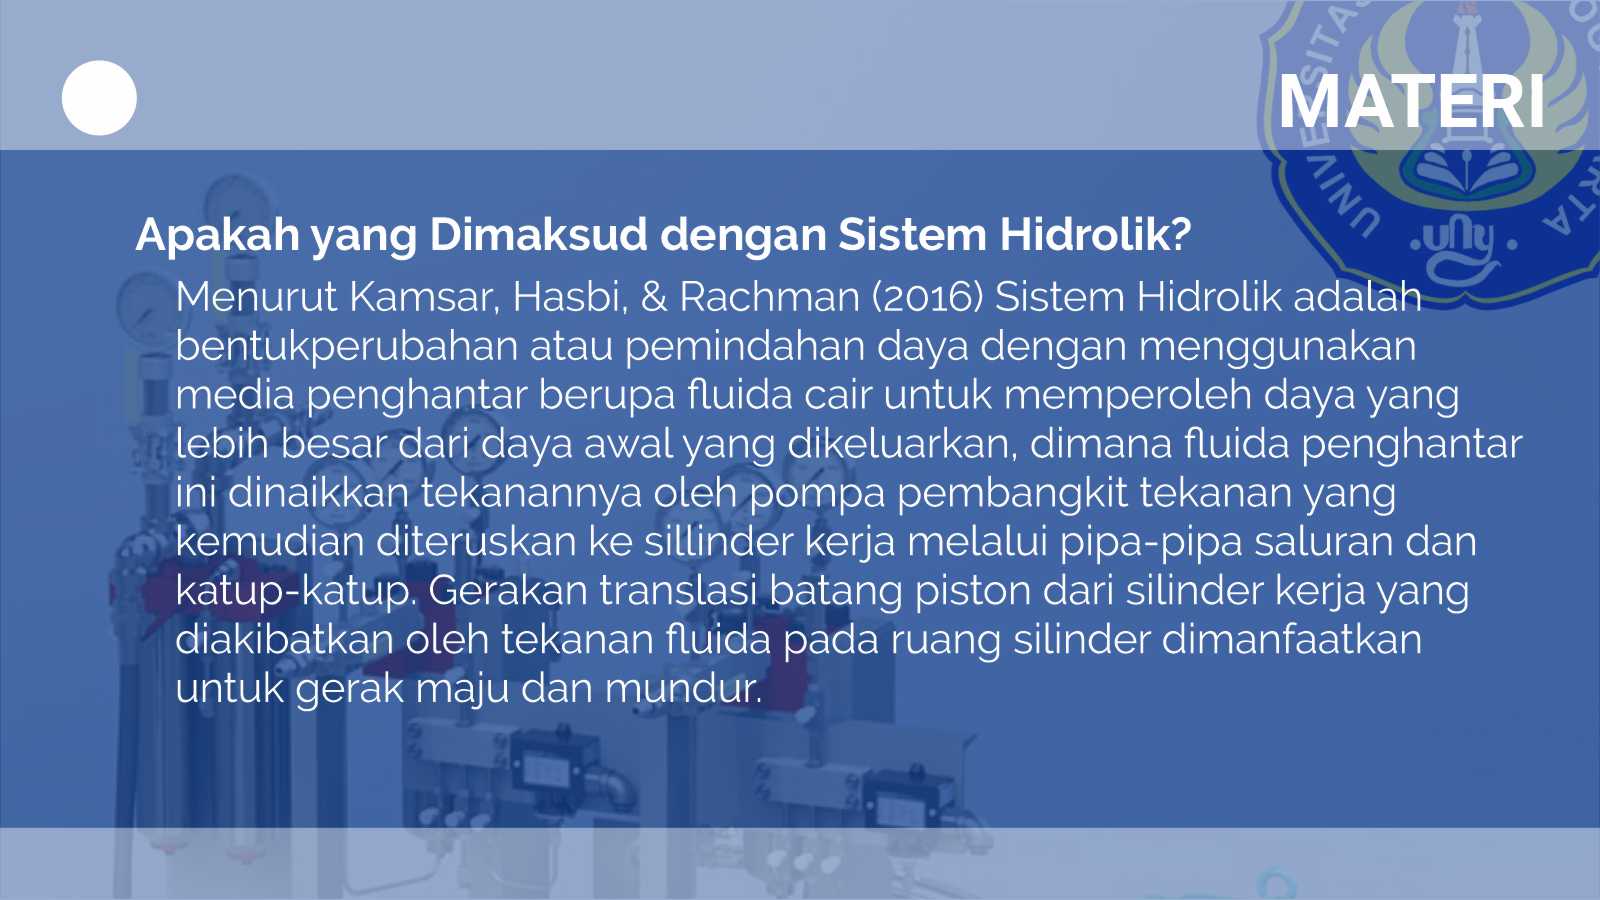 MATERI
UNIVERSITAS
RTA
uny
Apakah yang Dimaksud dengan Sistem Hidrolik?
Menurut Kamsar, Hasbi, & Rachman (2016) Sistem Hidrolik adalah
bentukperubahan atau pemindahan daya dengan menggunakan
media penghantar berupa fluida cair untuk memperoleh daya yang
lebih besar dari daya awal yang dikeluarkan, dimana fluida penghantar
ini dinaikkan tekanannya oleh pompa pembangkit tekanan yang
kemudian diteruskan ke sillinder kerja melalui pipa-pipa saluran dan
katup-katup. Gerakan translasi batang piston dari silinder kerja yang
diakibatkan oleh tekanan fluida pada ruang silinder dimanfaatkan
untuk gerak maju dan mundur.